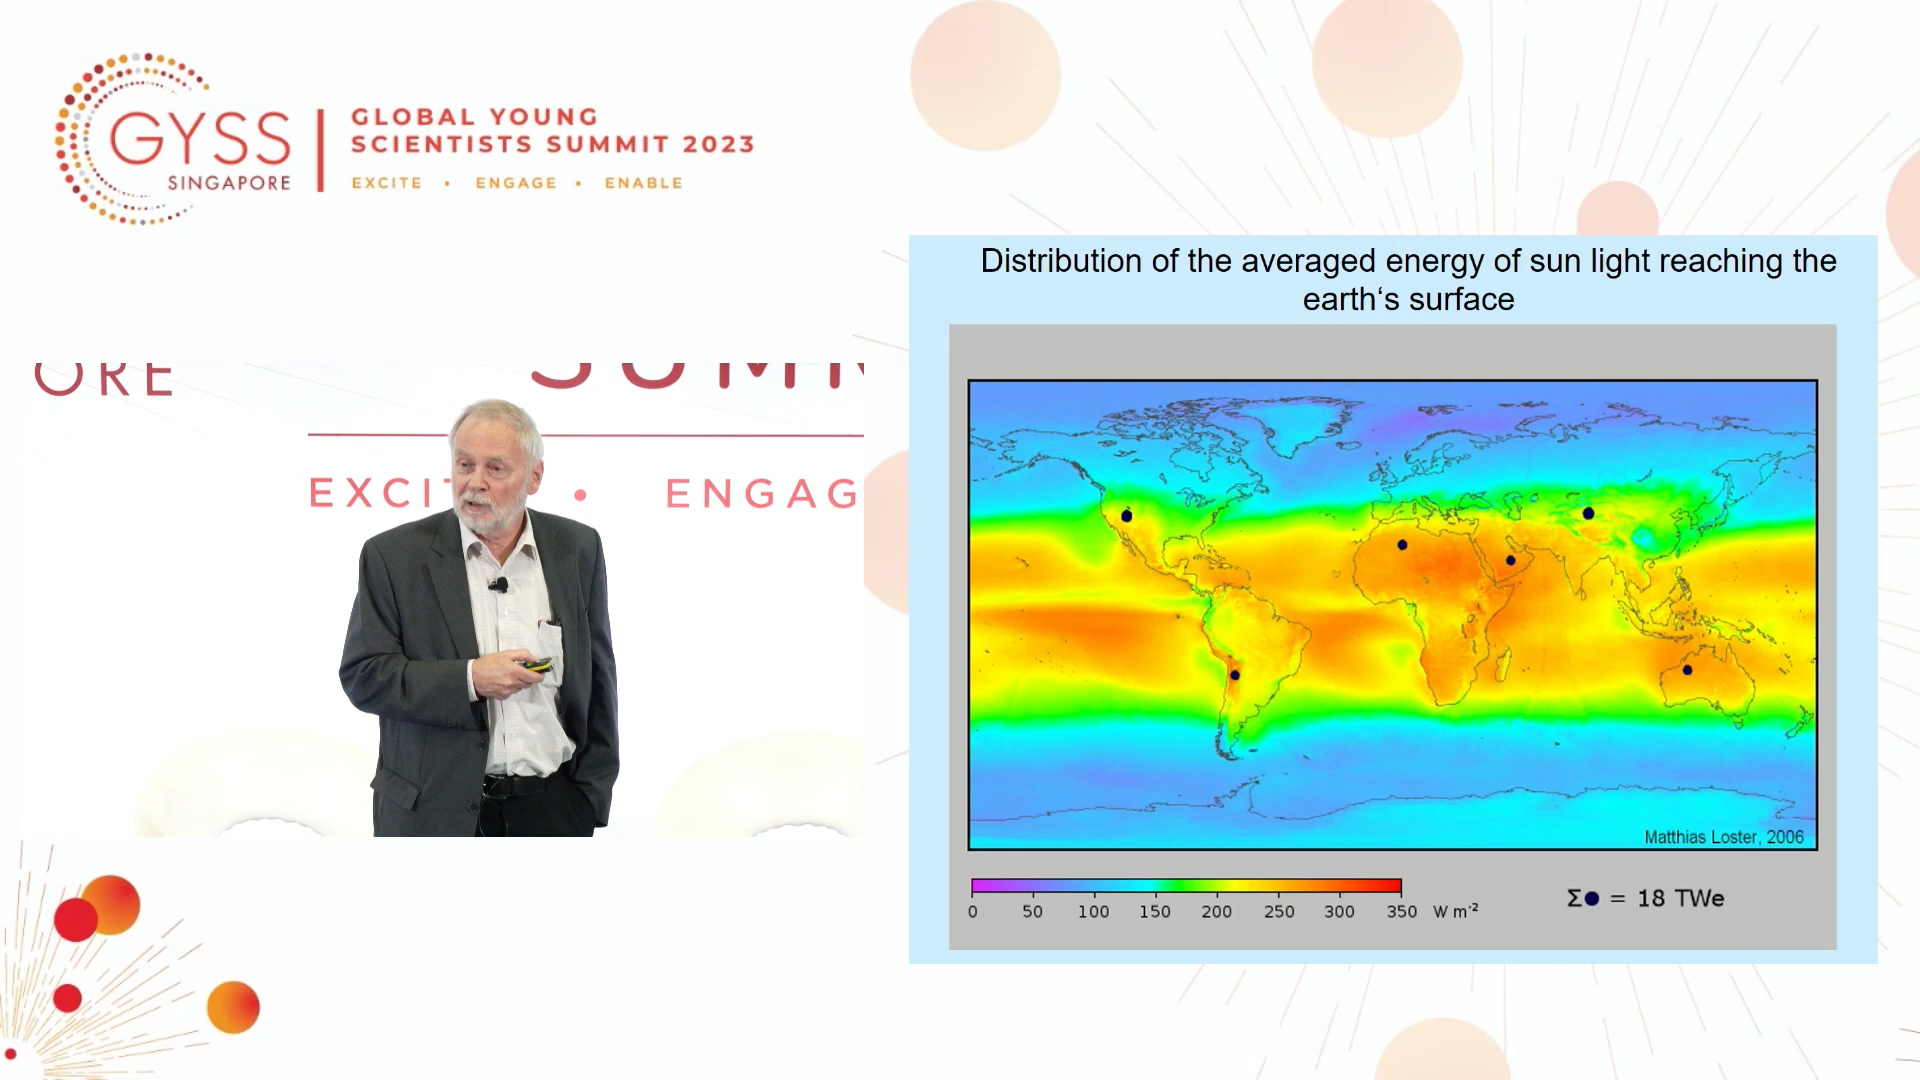 GYSS
SINGAPORE
GLOBAL YOUNG
SCIENTISTS SUMMIT 2023
EXCITE • ENGAGE • ENABLE
Distribution of the averaged energy of sun light reaching the
earth‘s surface
ORE SUMM
EXCIT • ENGAG
Matthias Loster, 2006
0 50 100 150 200 250 300 350 W m⁻²
Σ● = 18 TWe